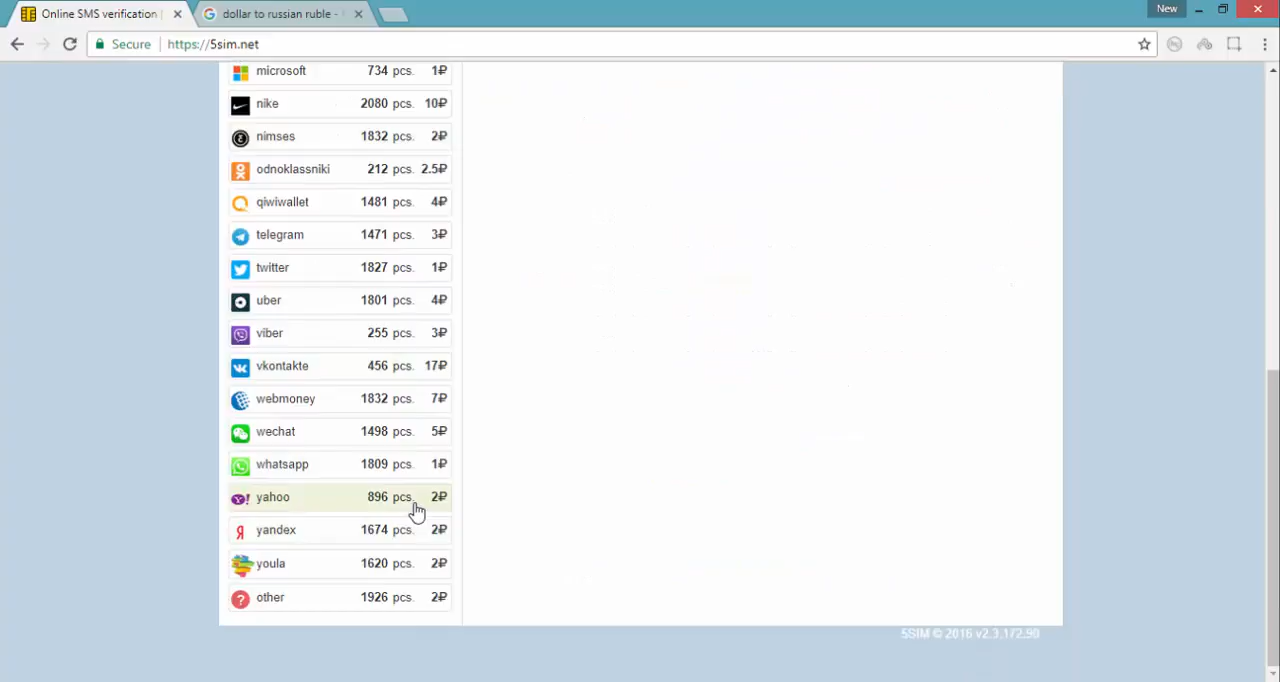 Online SMS verification
dollar to russian ruble -
New
Secure
https://5sim.net
microsoft 734 pcs. 1₽
nike 2080 pcs. 10₽
nimses 1832 pcs. 2₽
odnoklassniki 212 pcs. 2.5₽
qiwiwallet 1481 pcs. 4₽
telegram 1471 pcs. 3₽
twitter 1827 pcs. 1₽
uber 1801 pcs. 4₽
viber 255 pcs. 3₽
vkontakte 456 pcs. 17₽
webmoney 1832 pcs. 7₽
wechat 1498 pcs. 5₽
whatsapp 1809 pcs. 1₽
yahoo 896 pcs. 2₽
yandex 1674 pcs. 2₽
youla 1620 pcs. 2₽
other 1926 pcs. 2₽
5SIM © 2016 v2.3.172.90